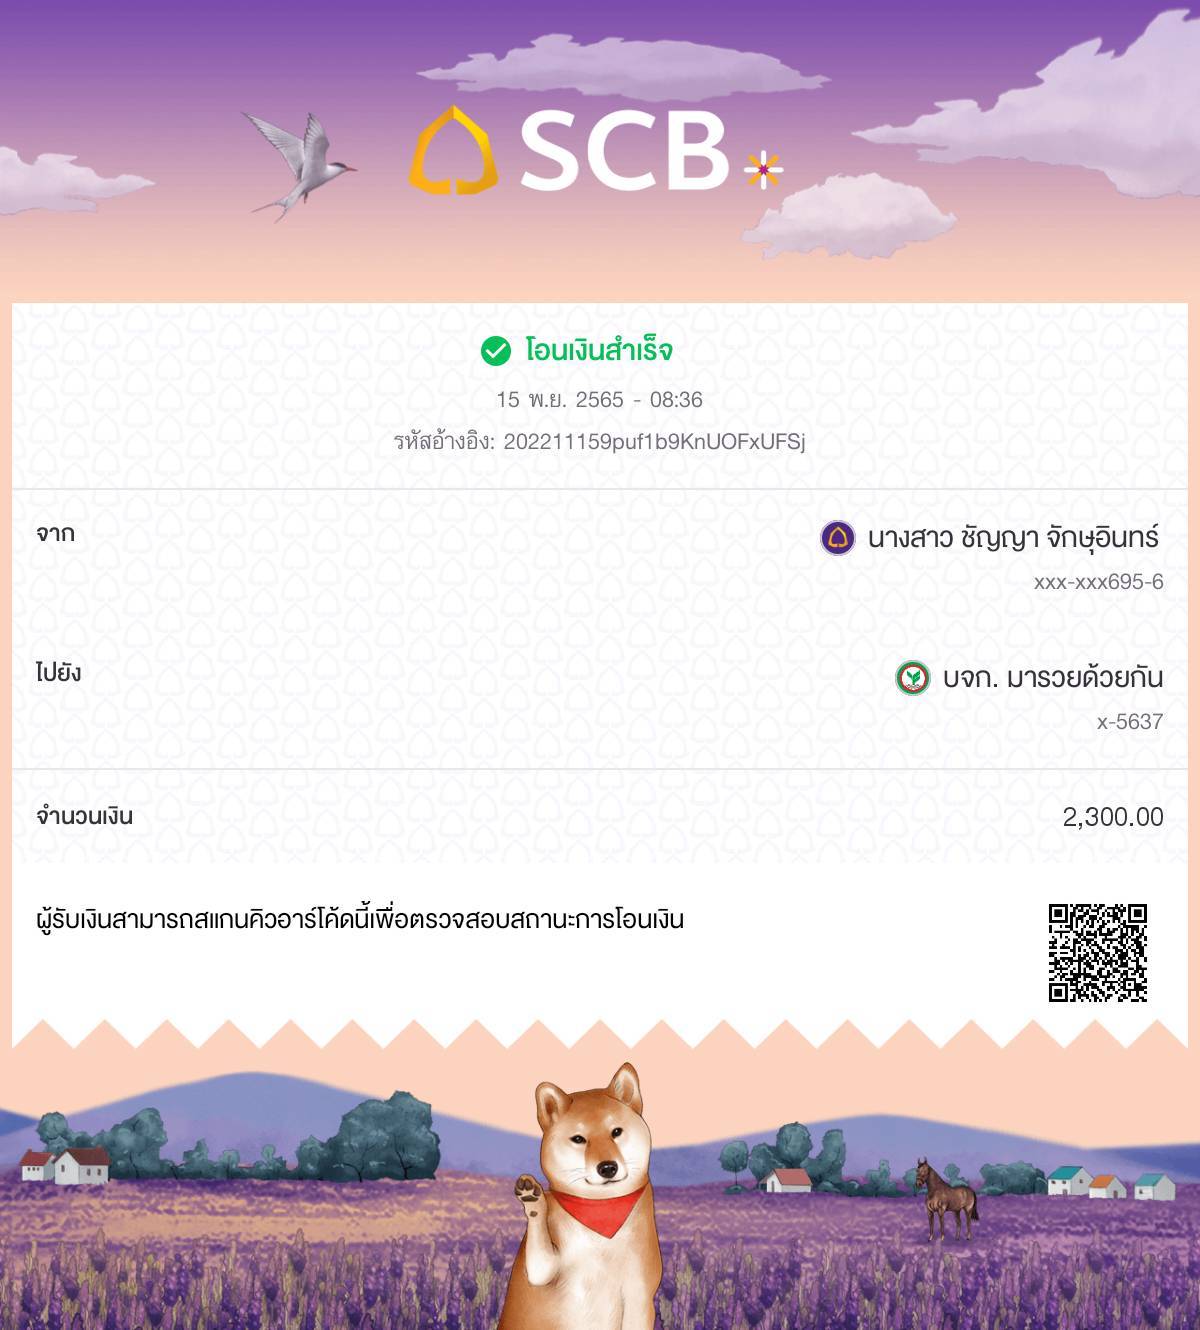 SCB
โอนเงินสำเร็จ
15 พ.ย. 2565 - 08:36
รหัสอ้างอิง: 202211159puf1b9KnUOFxUFSj
จาก
นางสาว ชัญญา จักษุอินทร์
xxx-xxx695-6
ไปยัง
บจก. มารวยด้วยกัน
x-5637
จำนวนเงิน
2,300.00
ผู้รับเงินสามารถสแกนคิวอาร์โค้ดนี้เพื่อตรวจสอบสถานะการโอนเงิน